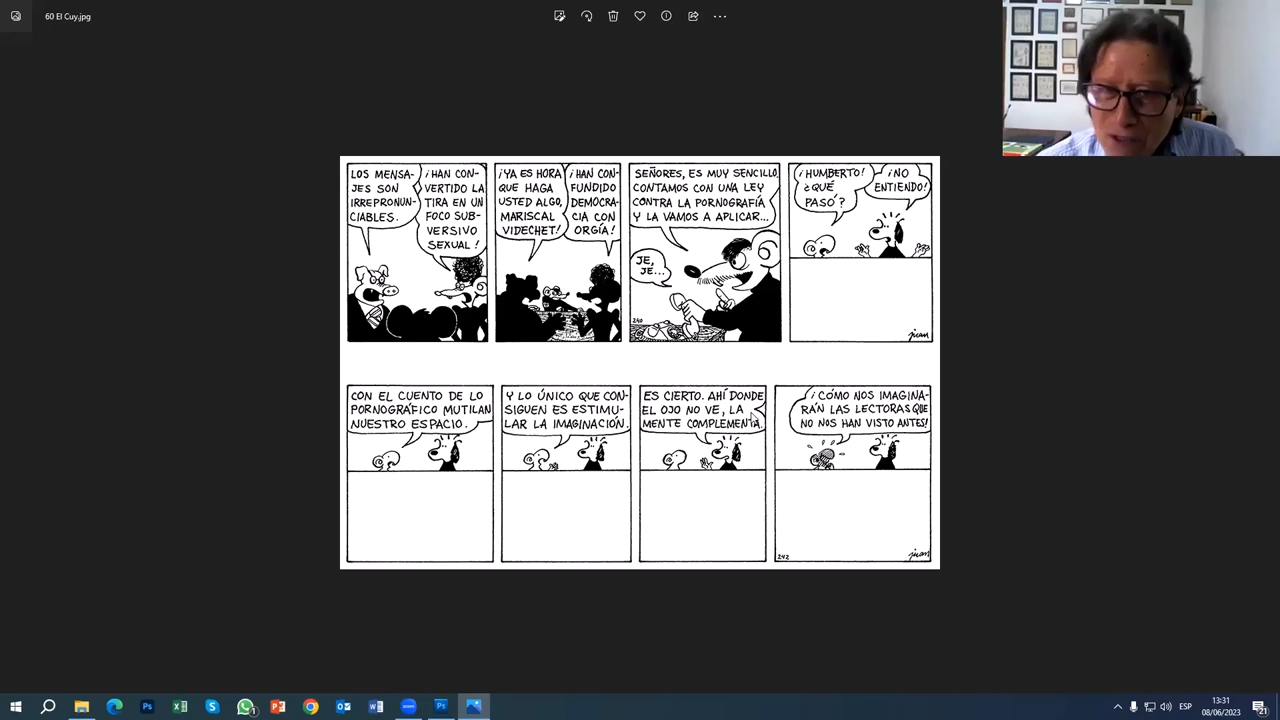 60 El Cuy.jpg
LOS MENSA-
JES SON
IRREPRONUN-
CIABLES.
¡HAN CON-
VERTIDO LA
TIRA EN UN
FOCO SUB-
VERSIVO
SEXUAL!
¡YA ES HORA
QUE HAGA
USTED ALGO,
MARISCAL
VIDECHET!
¡HAN CON-
FUNDIDO
DEMOCRA-
CIA CON
ORGÍA!
SEÑORES, ES MUY SENCILLO.
CONTAMOS CON UNA LEY
CONTRA LA PORNOGRAFÍA
Y LA VAMOS A APLICAR...
JE,
JE...
240
¡HUMBERTO!
¿QUÉ
PASÓ?
¡NO
ENTIENDO!
juan
CON EL CUENTO DE LO
PORNOGRÁFICO MUTILAN
NUESTRO ESPACIO.
Y LO ÚNICO QUE CON-
SIGUEN ES ESTIMU-
LAR LA IMAGINACIÓN.
ES CIERTO. AHÍ DONDE
EL OJO NO VE, LA
MENTE COMPLEMENTA.
¡CÓMO NOS IMAGINA-
RÁN LAS LECTORAS QUE
NO NOS HAN VISTO ANTES!
242
juan
13:31
ESP
08/06/2023
21